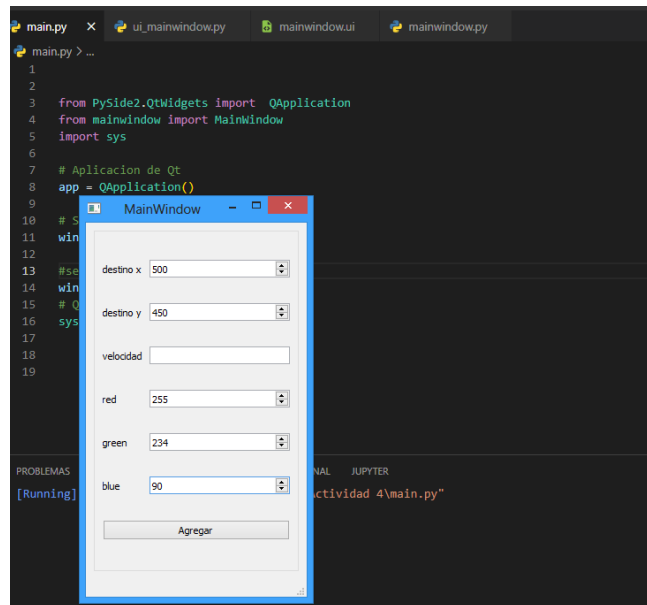 main.py ui_mainwindow.py mainwindow.ui mainwindow.py
main.py > ...
1
2
3 from PySide2.QtWidgets import QApplication
4 from mainwindow import MainWindow
5 import sys
6
7 # Aplicacion de Qt
8 app = QApplication()
9
10 # S
11 win
12
13 #se
14 win
15 # Q
16 sys
17
18
19
MainWindow
destino x 500
destino y 450
velocidad
red 255
green 234
blue 90
Agregar
PROBLEMAS NAL JUPYTER
[Running] Actividad 4\main.py"